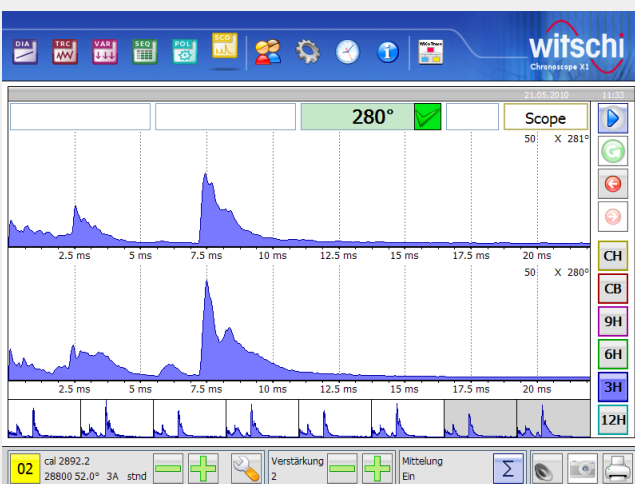 DIA TRC VAR SEQ POL SCO WiCoTrace witschi
Chronoscope X1
21.05.2010 11:33
280° Scope
50 X 281°
2.5 ms 5 ms 7.5 ms 10 ms 12.5 ms 15 ms 17.5 ms 20 ms
50 X 280°
2.5 ms 5 ms 7.5 ms 10 ms 12.5 ms 15 ms 17.5 ms 20 ms
CH
CB
9H
6H
3H
12H
02 cal 2892.2 Verstärkung Mittelung Σ
28800 52.0° 3A stnd 2 Ein